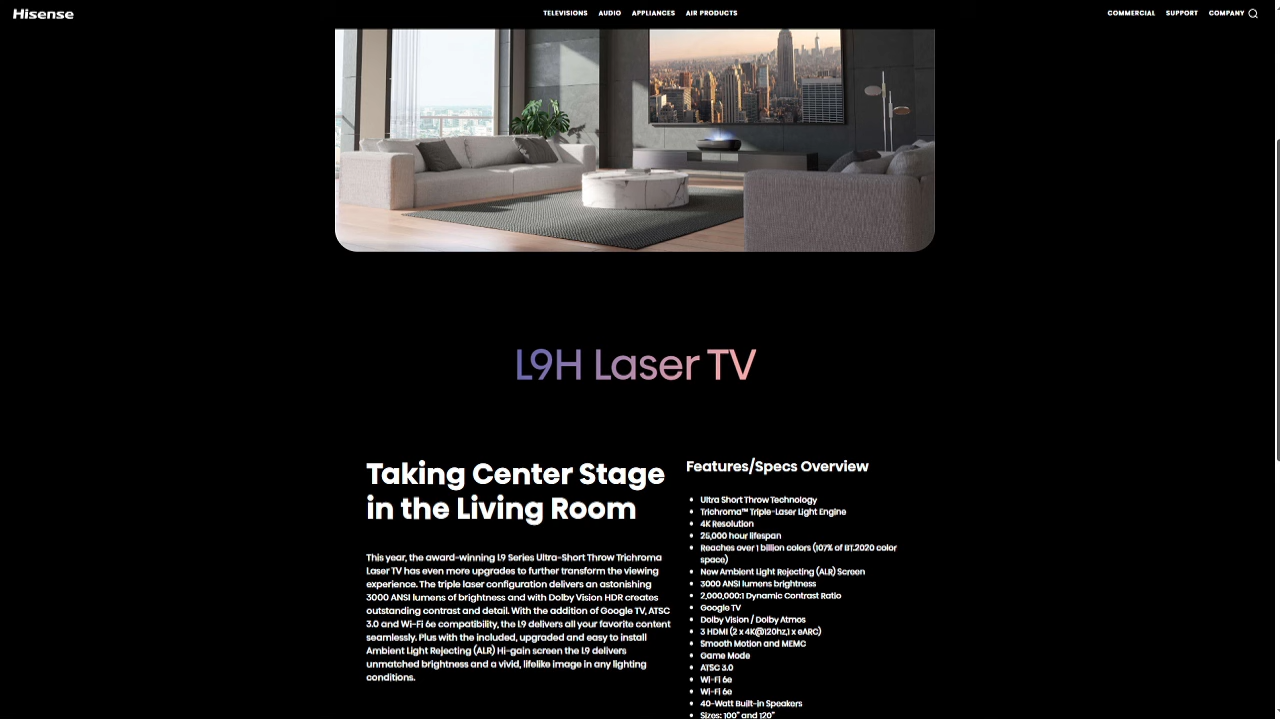 Hisense
TELEVISIONS AUDIO APPLIANCES AIR PRODUCTS
COMMERCIAL SUPPORT COMPANY
L9H Laser TV
Taking Center Stage
in the Living Room
This year, the award-winning L9 Series Ultra-Short Throw Trichroma
Laser TV has even more upgrades to further transform the viewing
experience. The triple laser configuration delivers an astonishing
3000 ANSI lumens of brightness and with Dolby Vision HDR creates
outstanding contrast and detail. With the addition of Google TV, ATSC
3.0 and Wi-Fi 6e compatibility, the L9 delivers all your favorite content
seamlessly. Plus with the included, upgraded and easy to install
Ambient Light Rejecting (ALR) Hi-gain screen the L9 delivers
unmatched brightness and a vivid, lifelike image in any lighting
conditions.
Features/Specs Overview
• Ultra Short Throw Technology
• Trichroma™ Triple-Laser Light Engine
• 4K Resolution
• 25,000 hour lifespan
• Reaches over 1 billion colors (107% of BT.2020 color
space)
• New Ambient Light Rejecting (ALR) Screen
• 3000 ANSI lumens brightness
• 2,000,000:1 Dynamic Contrast Ratio
• Google TV
• Dolby Vision / Dolby Atmos
• 3 HDMI (2 x 4K@120hz,1 x eARC)
• Smooth Motion and MEMC
• Game Mode
• ATSC 3.0
• Wi-Fi 6e
• Wi-Fi 6e
• 40-Watt Built-in Speakers
• Sizes: 100” and 120”